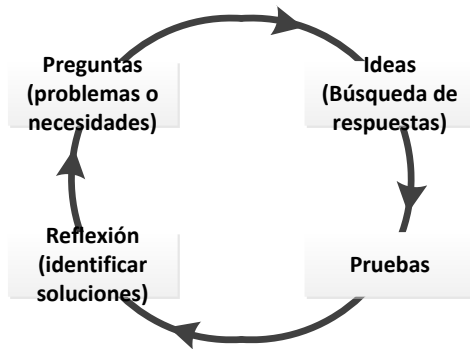 Preguntas
(problemas o
necesidades)
Ideas
(Búsqueda de
respuestas)
Reflexión
(identificar
soluciones)
Pruebas